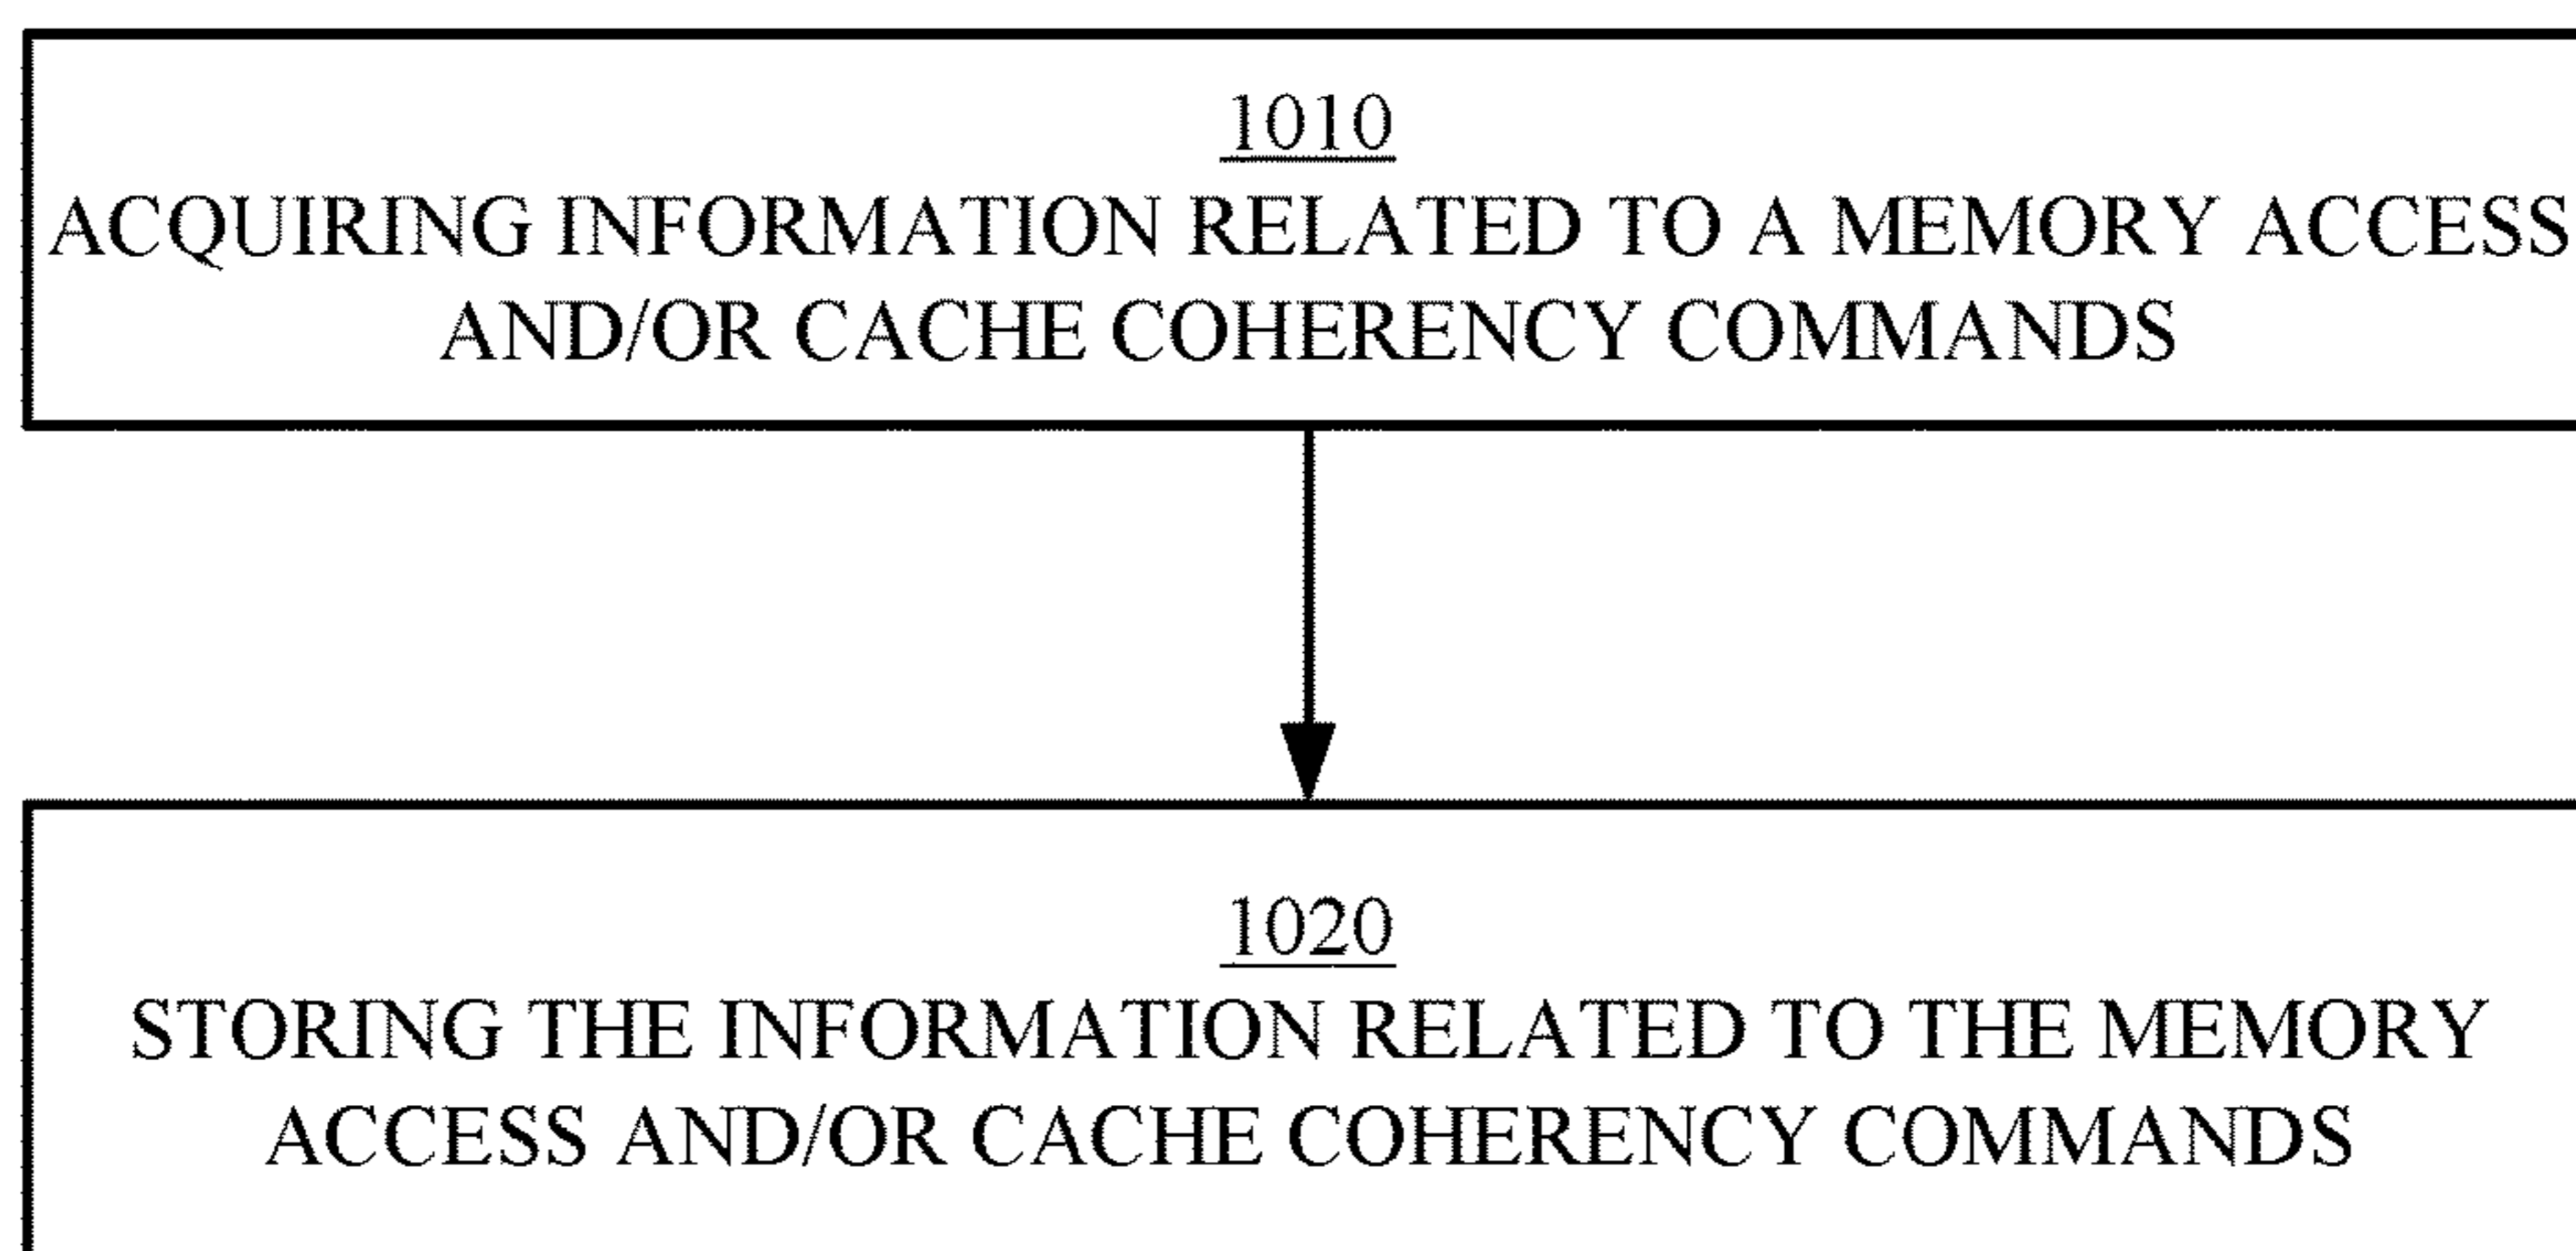 1010
ACQUIRING INFORMATION RELATED TO A MEMORY ACCESS
AND/OR CACHE COHERENCY COMMANDS
1020
STORING THE INFORMATION RELATED TO THE MEMORY
ACCESS AND/OR CACHE COHERENCY COMMANDS